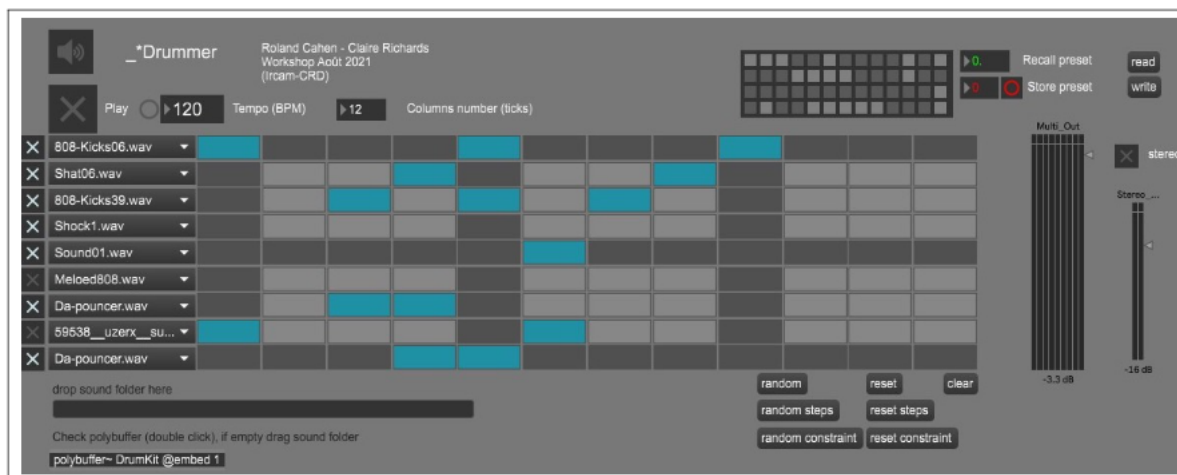 _*Drummer
Roland Cahen - Claire Richards
Workshop Août 2021
(Ircam-CRD)
0. Recall preset read
0 Store preset write
Play 120 Tempo (BPM) 12 Columns number (ticks)
Multi_Out
stereo
Stereo_...
808-Kicks06.wav
Shat06.wav
808-Kicks39.wav
Shock1.wav
Sound01.wav
Meloed808.wav
Da-pouncer.wav
59538__uzerx__su...
Da-pouncer.wav
-3.3 dB
-16 dB
drop sound folder here
random reset clear
random steps reset steps
random constraint reset constraint
Check polybuffer (double click), if empty drag sound folder
polybuffer~ DrumKit @embed 1